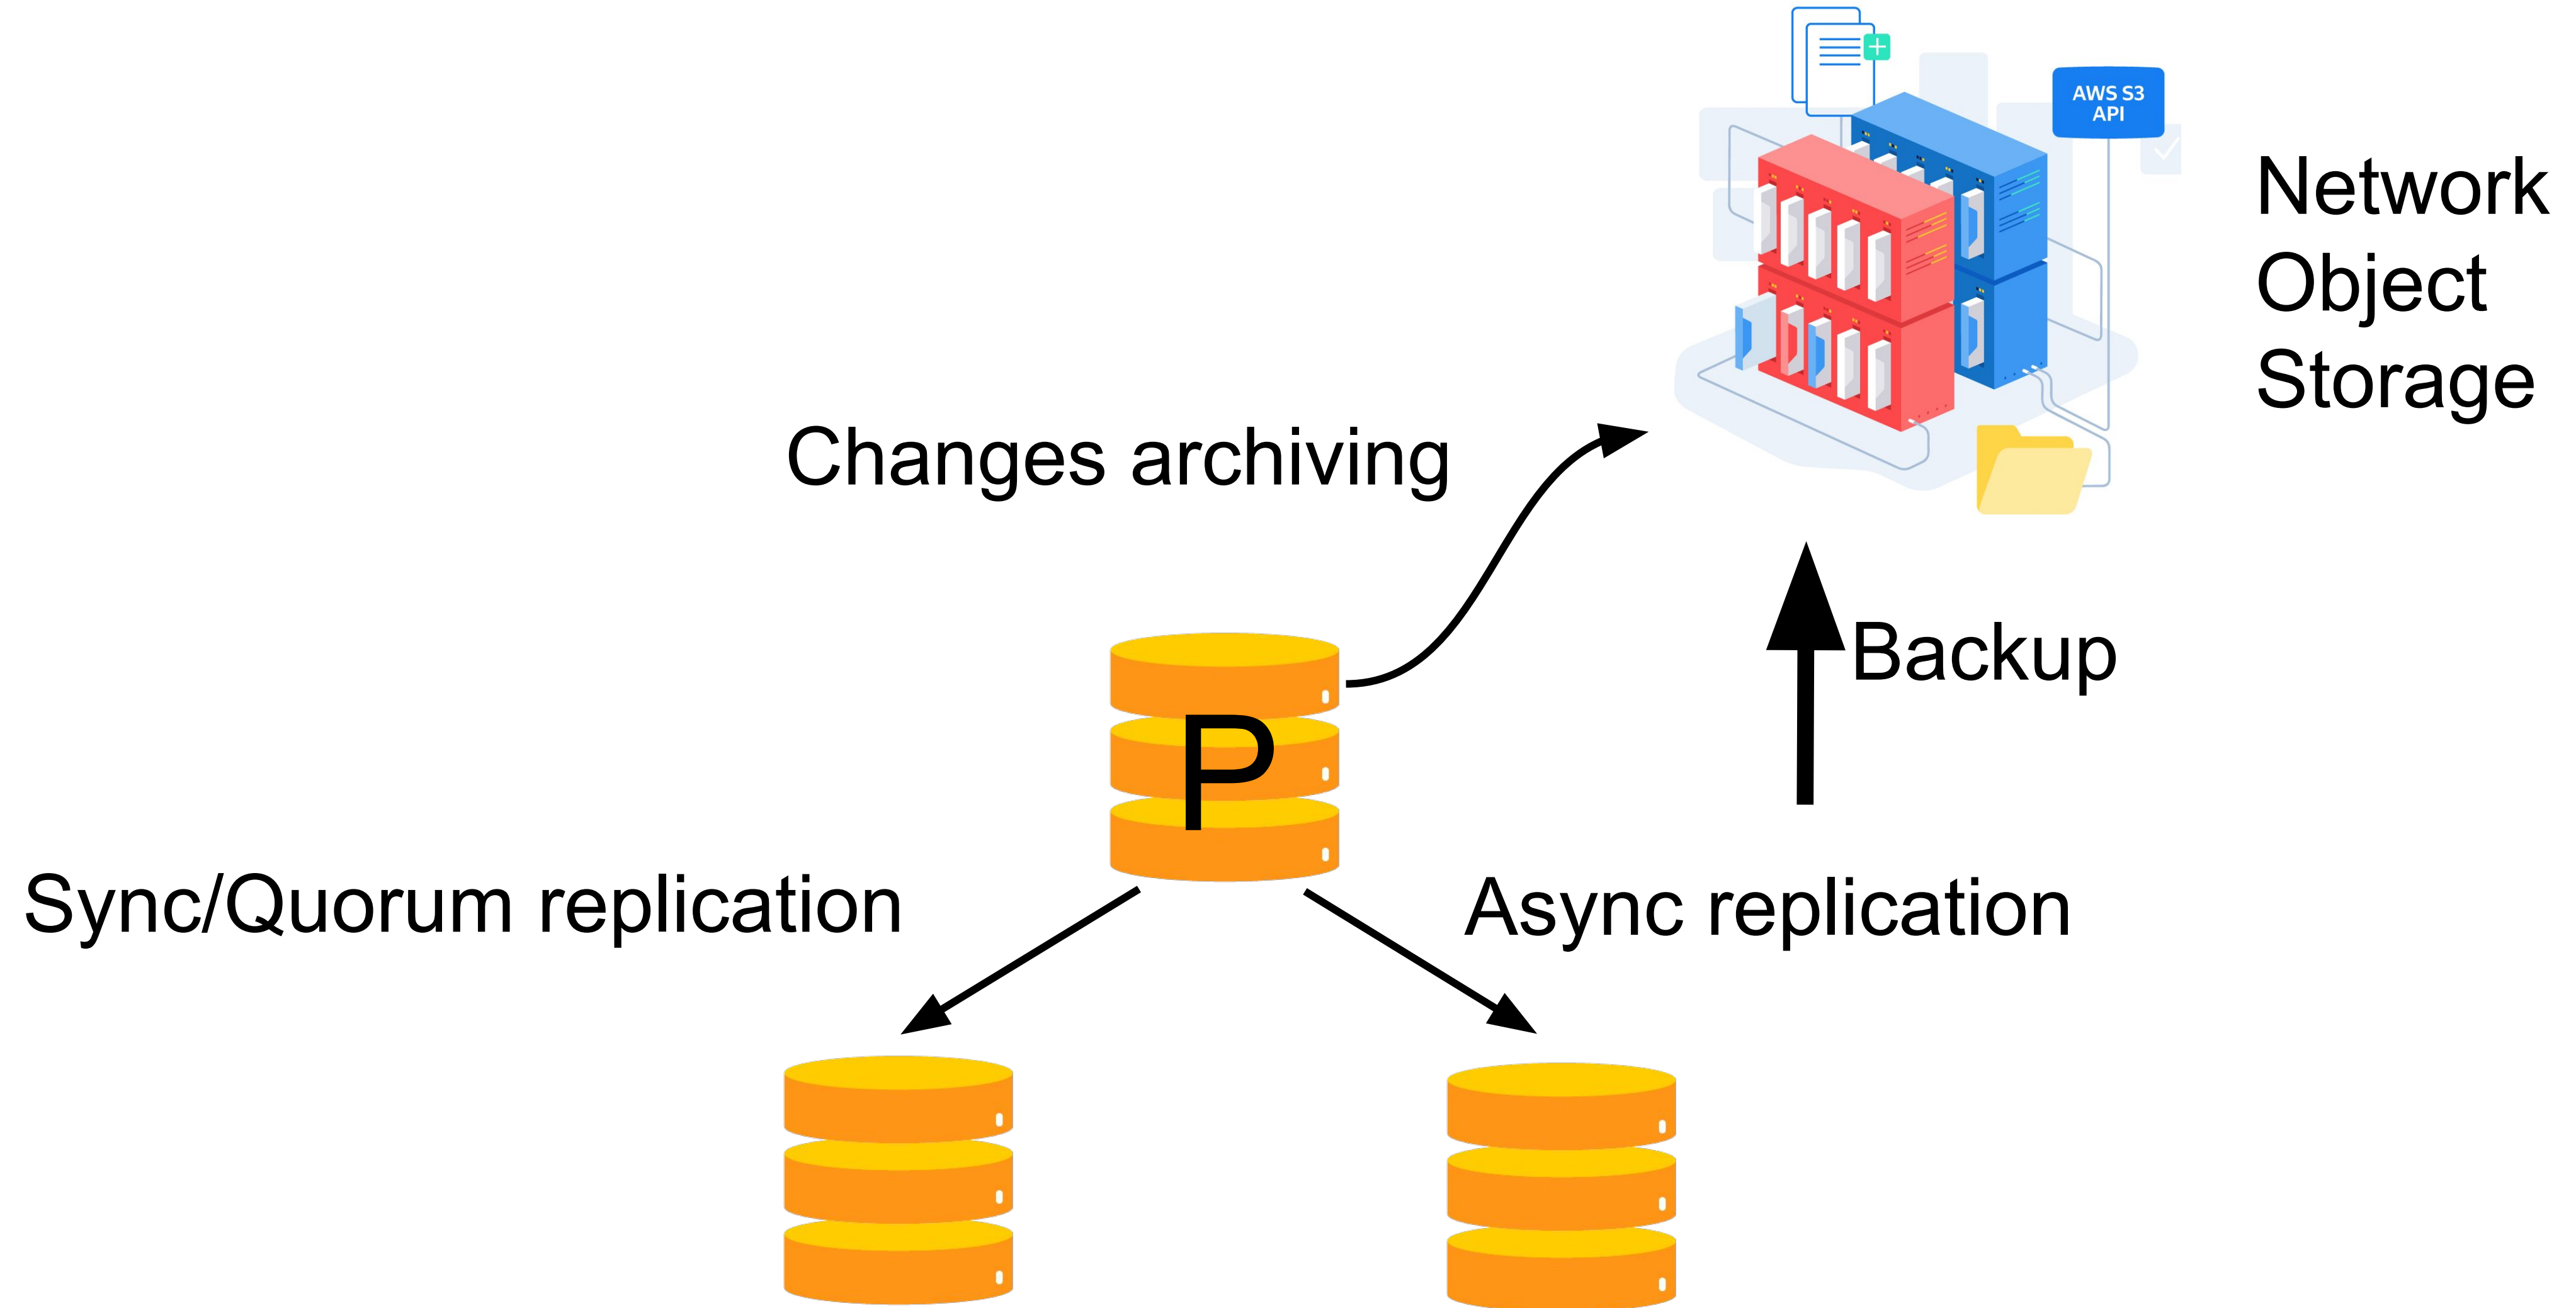 AWS S3
API
Network
Object
Storage
Changes archiving
Backup
P
Sync/Quorum replication
Async replication